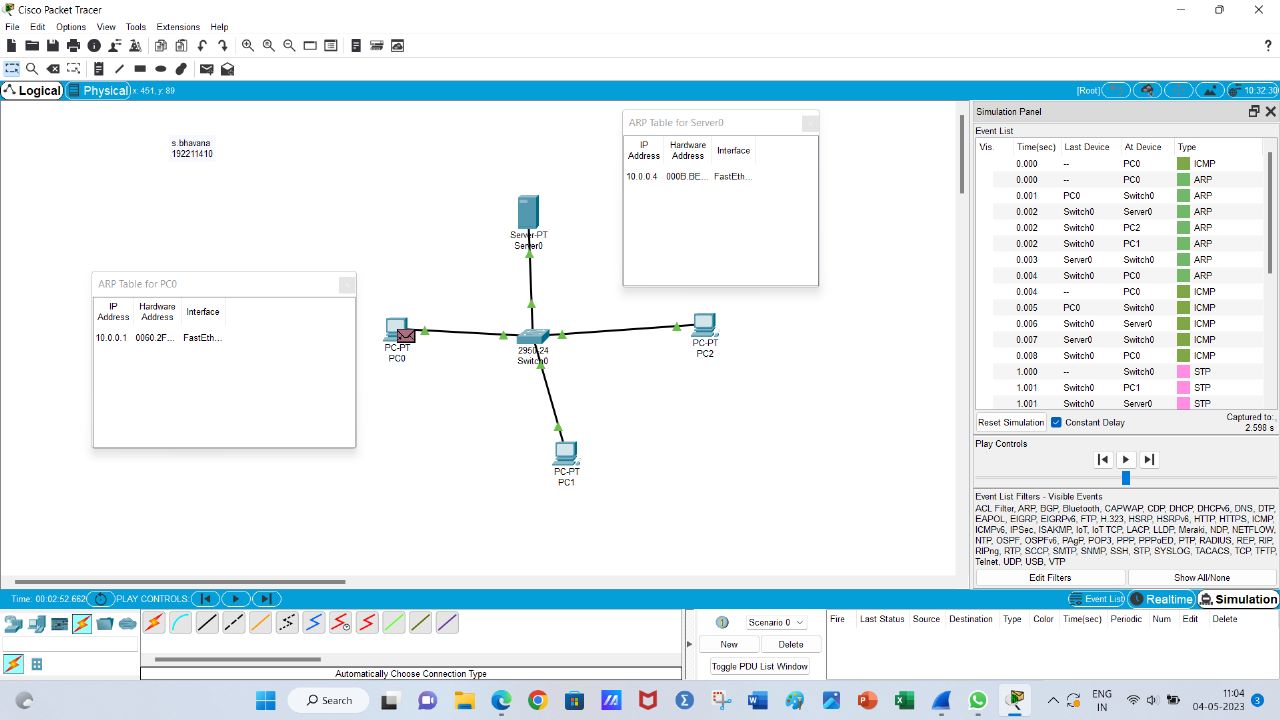 Cisco Packet Tracer
File Edit Options View Tools Extensions Help
?
Logical Physical x: 451, y: 89 [Root] 10:32:30
s.bhavana
192211410
ARP Table for Server0
IP Address Hardware Address Interface
10.0.0.4 000B.BE... FastEth...
Server-PT
Server0
ARP Table for PC0
IP Address Hardware Address Interface
10.0.0.1 0060.2F... FastEth...
PC-PT
PC0
2950-24
Switch0
PC-PT
PC2
PC-PT
PC1
Simulation Panel
Event List
Vis. Time(sec) Last Device At Device Type
0.000 -- PC0 ICMP
0.000 -- PC0 ARP
0.001 PC0 Switch0 ARP
0.002 Switch0 Server0 ARP
0.002 Switch0 PC2 ARP
0.002 Switch0 PC1 ARP
0.003 Server0 Switch0 ARP
0.004 Switch0 PC0 ARP
0.004 -- PC0 ICMP
0.005 PC0 Switch0 ICMP
0.006 Switch0 Server0 ICMP
0.007 Server0 Switch0 ICMP
0.008 Switch0 PC0 ICMP
1.000 -- Switch0 STP
1.001 Switch0 PC1 STP
1.001 Switch0 Server0 STP
Reset Simulation Constant Delay Captured to:
2.598 s
Play Controls
Event List Filters - Visible Events
ACL Filter, ARP, BGP, Bluetooth, CAPWAP, CDP, DHCP, DHCPv6, DNS, DTP,
EAPOL, EIGRP, EIGRPv6, FTP, H.323, HSRP, HSRPv6, HTTP, HTTPS, ICMP,
ICMPv6, IPSec, ISAKMP, IoT, IoT TCP, LACP, LLDP, Meraki, NDP, NETFLOW,
NTP, OSPF, OSPFv6, PAgP, POP3, PPP, PPPoED, PTP, RADIUS, REP, RIP,
RIPng, RTP, SCCP, SMTP, SNMP, SSH, STP, SYSLOG, TACACS, TCP, TFTP,
Telnet, UDP, USB, VTP
Edit Filters Show All/None
Time: 00:02:52.662 PLAY CONTROLS: Event List Realtime Simulation
Automatically Choose Connection Type
Scenario 0
New Delete
Toggle PDU List Window
Fire Last Status Source Destination Type Color Time(sec) Periodic Num Edit Delete
Search
ENG
IN
11:04
04-05-2023
3